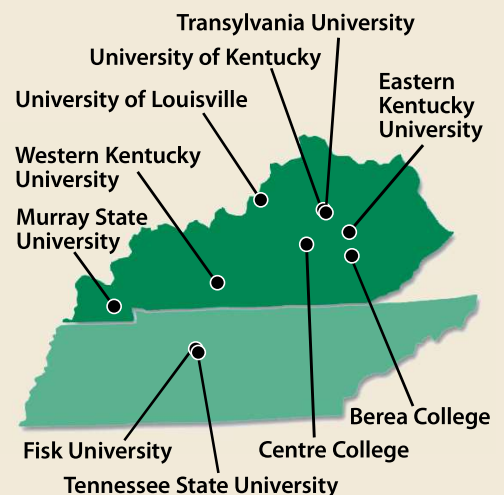 Transylvania University
University of Kentucky
Eastern
Kentucky
University
University of Louisville
Western Kentucky
University
Murray State
University
Berea College
Fisk University
Centre College
Tennessee State University